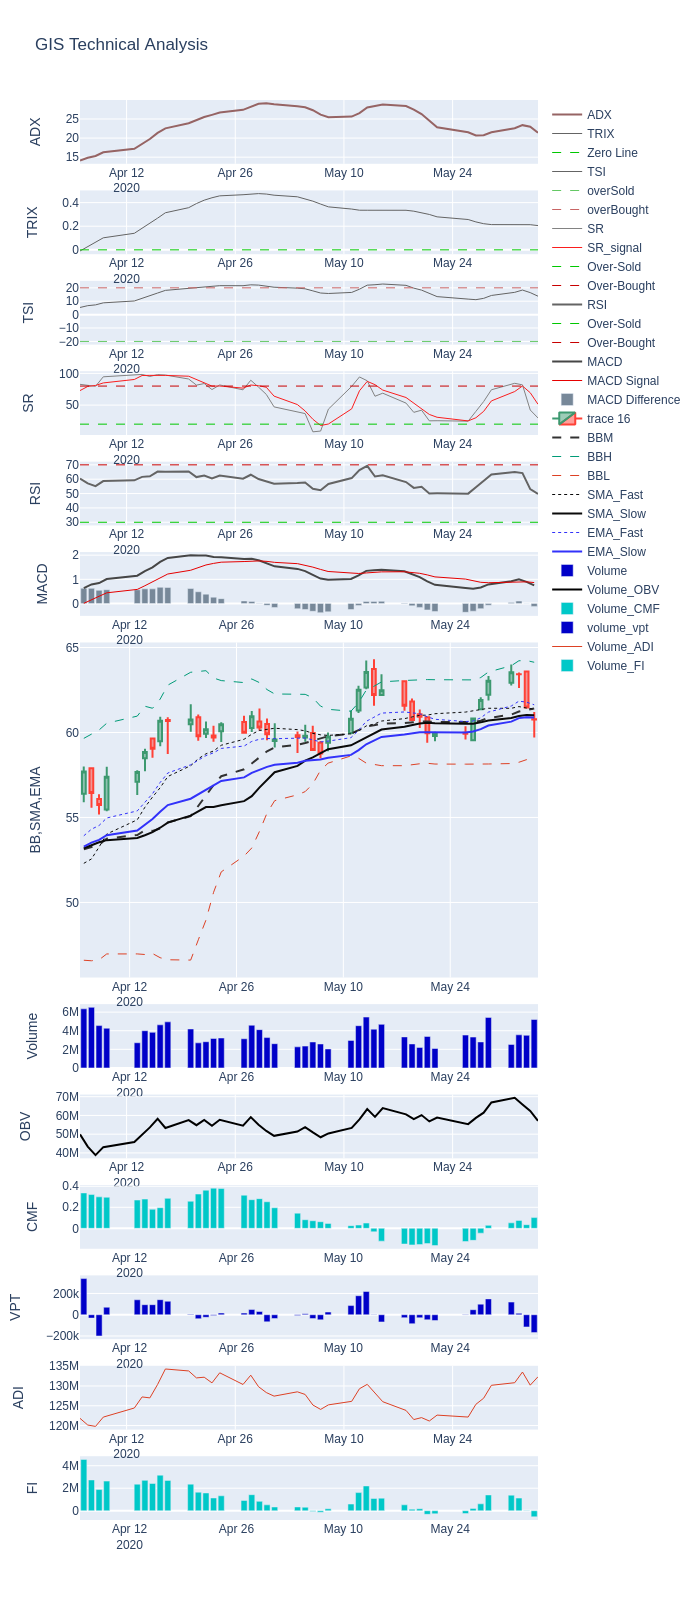 GIS Technical Analysis
ADX
25
20
15
Apr 12
2020
Apr 26
May 10
May 24
TRIX
0.4
0.2
0
Apr 12
2020
Apr 26
May 10
May 24
TSI
20
10
0
−10
−20
Apr 12
2020
Apr 26
May 10
May 24
SR
100
50
Apr 12
2020
Apr 26
May 10
May 24
RSI
70
60
50
40
30
Apr 12
2020
Apr 26
May 10
May 24
MACD
2
1
0
Apr 12
2020
Apr 26
May 10
May 24
BB,SMA,EMA
65
60
55
50
Apr 12
2020
Apr 26
May 10
May 24
Volume
6M
4M
2M
0
Apr 12
2020
Apr 26
May 10
May 24
OBV
70M
60M
50M
40M
Apr 12
2020
Apr 26
May 10
May 24
CMF
0.4
0.2
0
Apr 12
2020
Apr 26
May 10
May 24
VPT
200k
0
−200k
Apr 12
2020
Apr 26
May 10
May 24
ADI
135M
130M
125M
120M
Apr 12
2020
Apr 26
May 10
May 24
FI
4M
2M
0
Apr 12
2020
Apr 26
May 10
May 24
ADX
TRIX
Zero Line
TSI
overSold
overBought
SR
SR_signal
Over-Sold
Over-Bought
RSI
Over-Sold
Over-Bought
MACD
MACD Signal
MACD Difference
trace 16
BBM
BBH
BBL
SMA_Fast
SMA_Slow
EMA_Fast
EMA_Slow
Volume
Volume_OBV
Volume_CMF
volume_vpt
Volume_ADI
Volume_FI